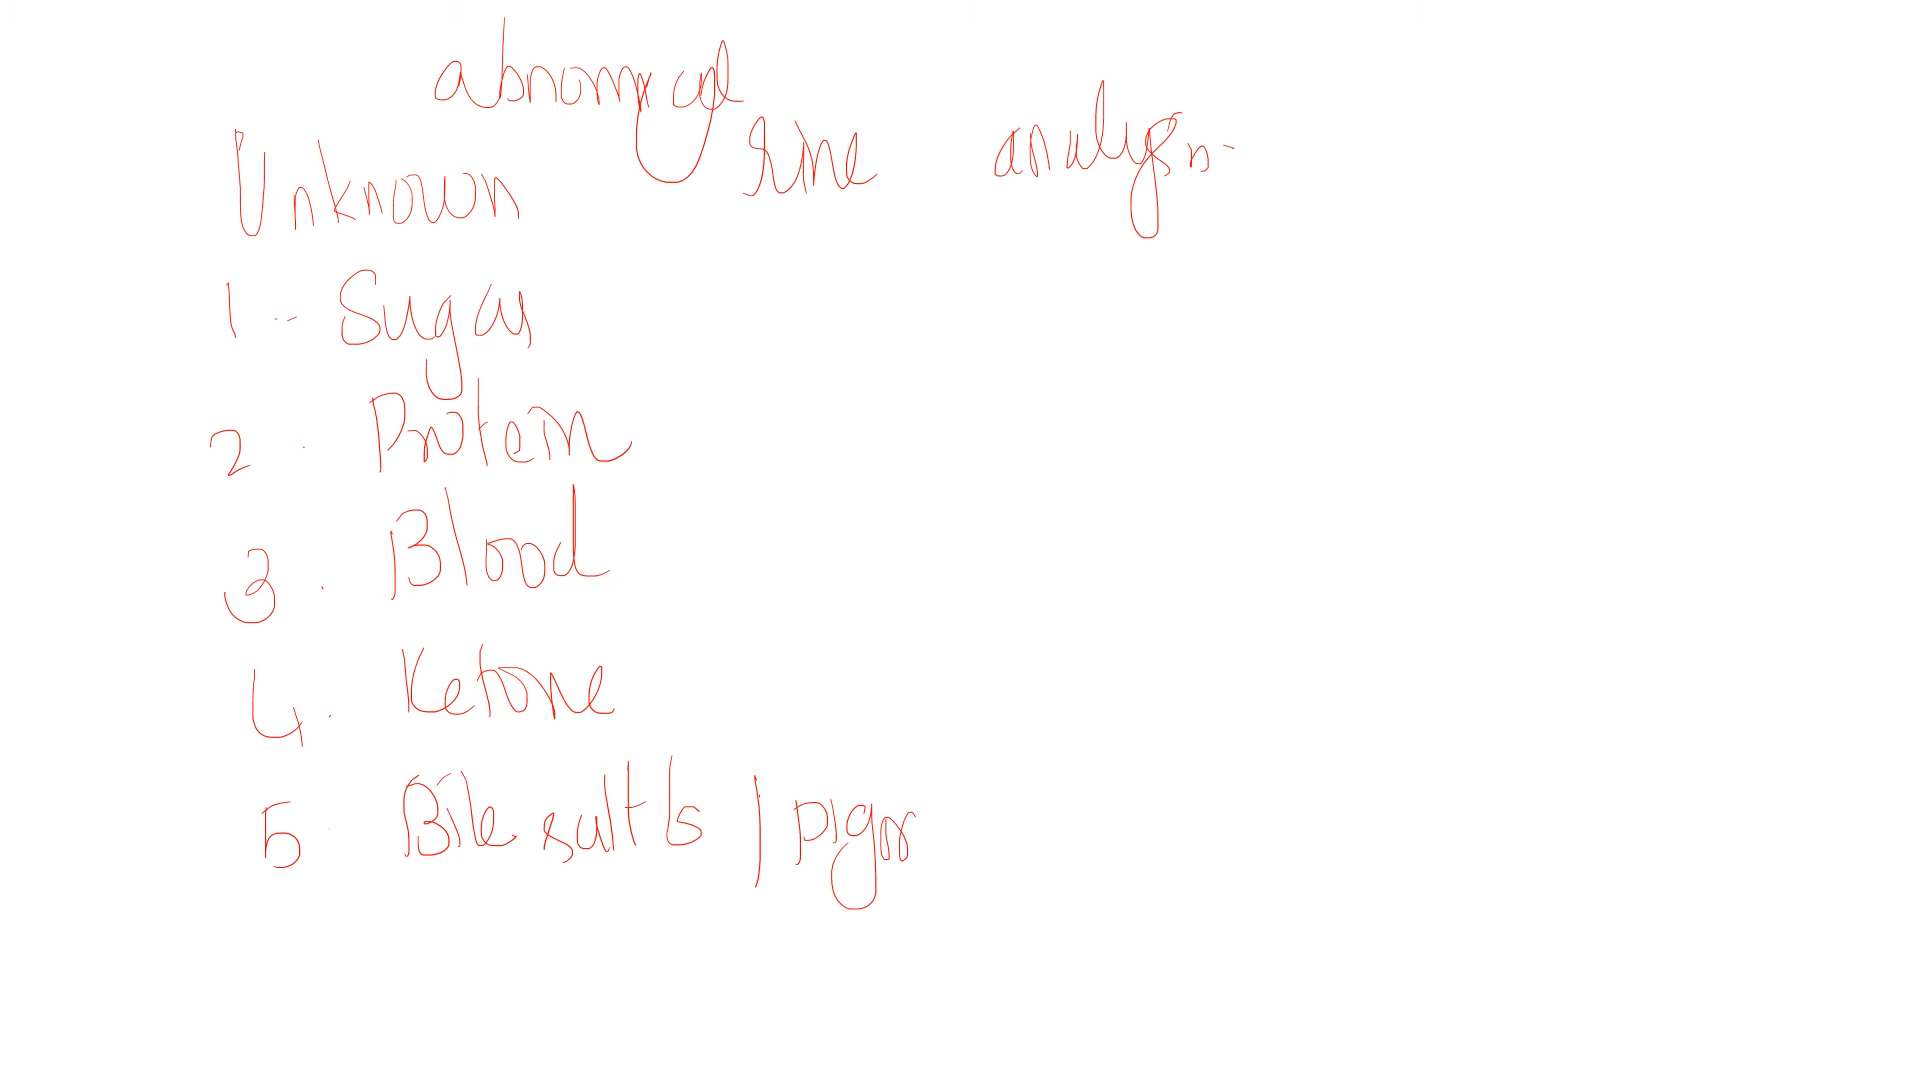 abnormal urine analysis
Unknown
1 - Sugar
2. Protein
3. Blood
4. Ketone
5. Bile salts / pigm